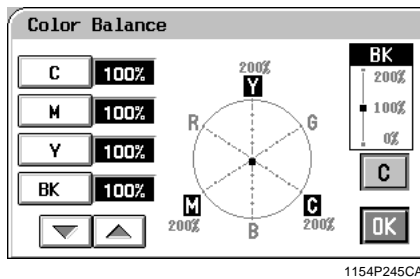 Color Balance
C 100%
M 100%
Y 100%
BK 100%
200%
Y
R
G
M
C
200%
B
200%
BK
200%
100%
0%
C
OK
1154P245CA